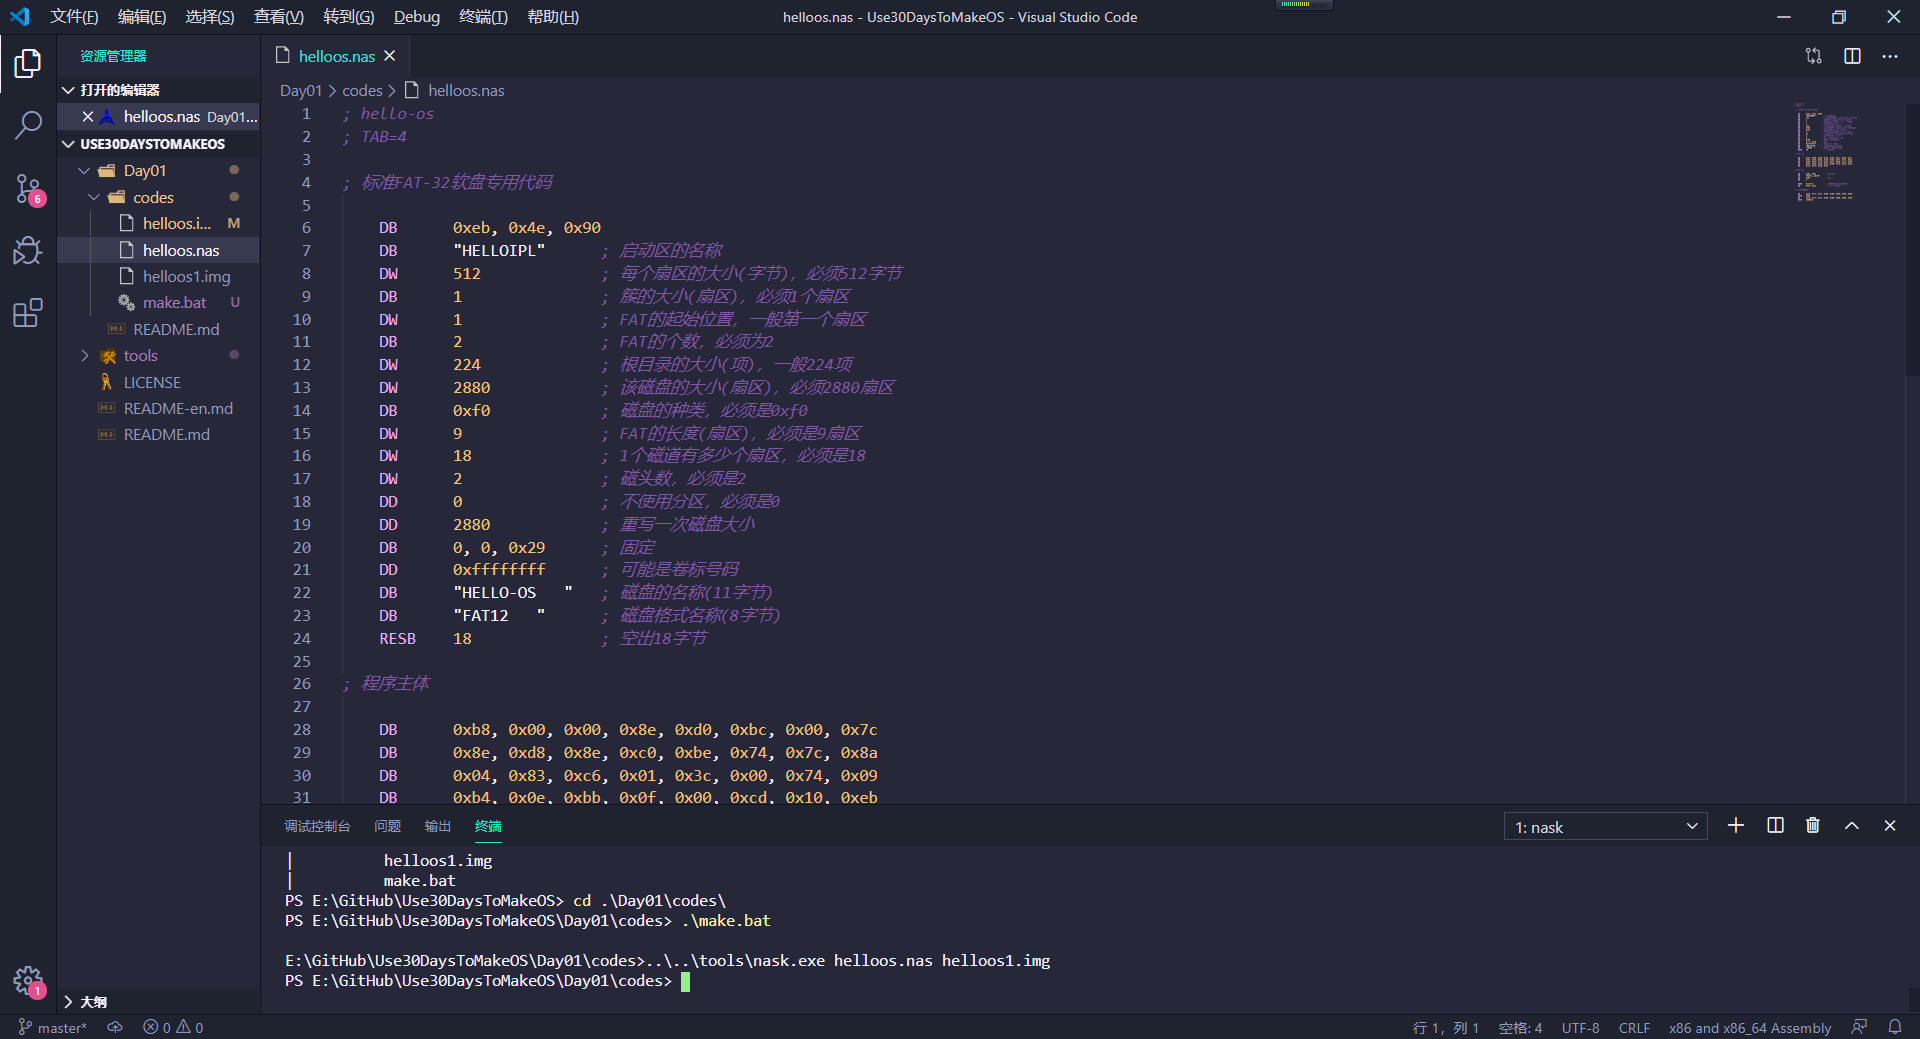 文件(F) 编辑(E) 选择(S) 查看(V) 转到(G) Debug 终端(T) 帮助(H)
helloos.nas - Use30DaysToMakeOS - Visual Studio Code
资源管理器
打开的编辑器
helloos.nas Day01...
USE30DAYSTOMAKEOS
Day01
codes
helloos.i... M
helloos.nas
helloos1.img
make.bat U
README.md
tools
LICENSE
README-en.md
README.md
大纲
6
1
helloos.nas
Day01 > codes > helloos.nas
1 ; hello-os
2 ; TAB=4
3
4 ; 标准FAT-32软盘专用代码
5
6 DB 0xeb, 0x4e, 0x90
7 DB "HELLOIPL" ; 启动区的名称
8 DW 512 ; 每个扇区的大小(字节), 必须512字节
9 DB 1 ; 簇的大小(扇区), 必须1个扇区
10 DW 1 ; FAT的起始位置, 一般第一个扇区
11 DB 2 ; FAT的个数, 必须为2
12 DW 224 ; 根目录的大小(项), 一般224项
13 DW 2880 ; 该磁盘的大小(扇区), 必须2880扇区
14 DB 0xf0 ; 磁盘的种类, 必须是0xf0
15 DW 9 ; FAT的长度(扇区), 必须是9扇区
16 DW 18 ; 1个磁道有多少个扇区, 必须是18
17 DW 2 ; 磁头数, 必须是2
18 DD 0 ; 不使用分区, 必须是0
19 DD 2880 ; 重写一次磁盘大小
20 DB 0, 0, 0x29 ; 固定
21 DD 0xffffffff ; 可能是卷标号码
22 DB "HELLO-OS   " ; 磁盘的名称(11字节)
23 DB "FAT12   " ; 磁盘格式名称(8字节)
24 RESB 18 ; 空出18字节
25
26 ; 程序主体
27
28 DB 0xb8, 0x00, 0x00, 0x8e, 0xd0, 0xbc, 0x00, 0x7c
29 DB 0x8e, 0xd8, 0x8e, 0xc0, 0xbe, 0x74, 0x7c, 0x8a
30 DB 0x04, 0x83, 0xc6, 0x01, 0x3c, 0x00, 0x74, 0x09
31 DB 0xb4, 0x0e, 0xbb, 0x0f, 0x00, 0xcd, 0x10, 0xeb
调试控制台 问题 输出 终端
1: nask
| helloos1.img
| make.bat
PS E:\GitHub\Use30DaysToMakeOS> cd .\Day01\codes\
PS E:\GitHub\Use30DaysToMakeOS\Day01\codes> .\make.bat
E:\GitHub\Use30DaysToMakeOS\Day01\codes>..\..\tools\nask.exe helloos.nas helloos1.img
PS E:\GitHub\Use30DaysToMakeOS\Day01\codes>
master* 0 0
行 1, 列 1 空格: 4 UTF-8 CRLF x86 and x86_64 Assembly